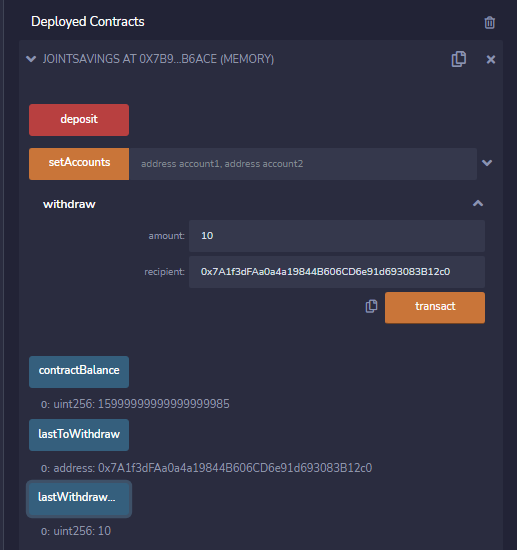 Deployed Contracts
JOINTSAVINGS AT 0X7B9...B6ACE (MEMORY)
deposit
setAccounts address account1, address account2
withdraw
amount: 10
recipient: 0x7A1f3dFAa0a4a19844B606CD6e91d693083B12c0
transact
contractBalance
0: uint256: 15999999999999999985
lastToWithdraw
0: address: 0x7A1f3dFAa0a4a19844B606CD6e91d693083B12c0
lastWithdraw...
0: uint256: 10